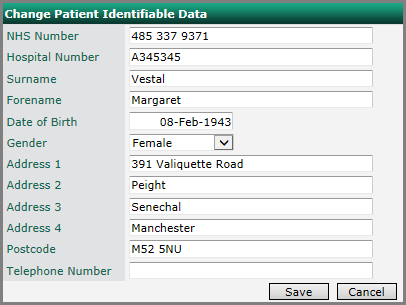 Change Patient Identifiable Data
NHS Number 485 337 9371
Hospital Number A345345
Surname Vestal
Forename Margaret
Date of Birth 08-Feb-1943
Gender Female
Address 1 391 Valiquette Road
Address 2 Peight
Address 3 Senechal
Address 4 Manchester
Postcode M52 5NU
Telephone Number
Save Cancel